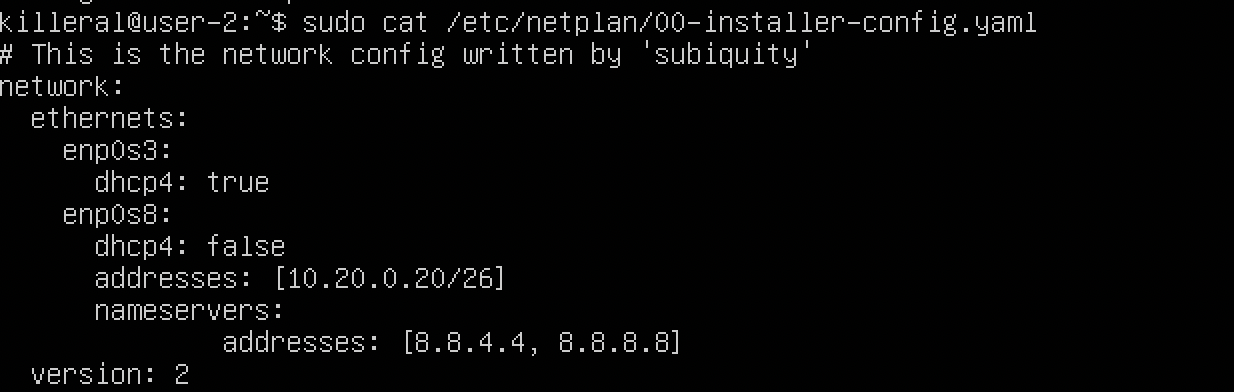 killeral@user-2:~$ sudo cat /etc/netplan/00-installer-config.yaml
# This is the network config written by 'subiquity'
network:
  ethernets:
    enp0s3:
      dhcp4: true
    enp0s8:
      dhcp4: false
      addresses: [10.20.0.20/26]
      nameservers:
              addresses: [8.8.4.4, 8.8.8.8]
  version: 2